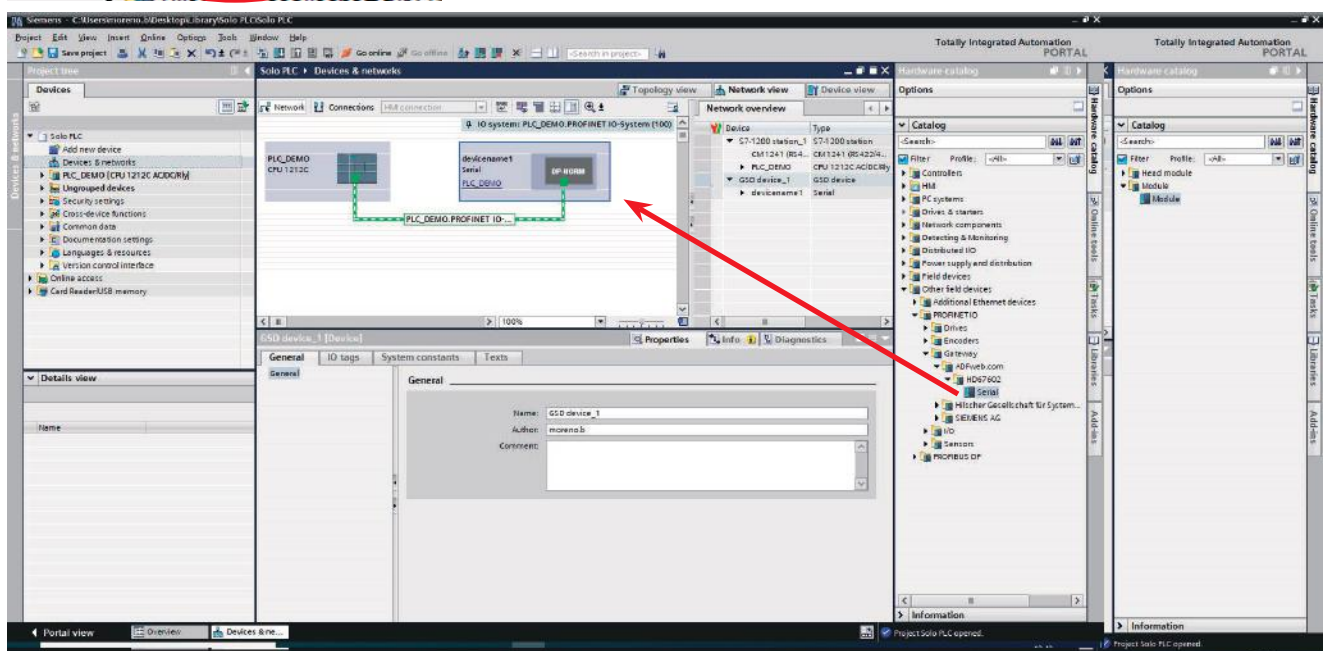 Siemens - C:\Users\moreno.b\Desktop\Library\Solo PLC\Solo PLC
Project Edit View Insert Online Options Tools Window Help
Totally Integrated Automation
PORTAL
Totally Integrated Automation
PORTAL
Save project
Go online
Go offline
<Search in project>
Project tree
Devices
Solo PLC
Add new device
Devices & networks
PLC_DEMO [CPU 1212C AC/DC/Rly]
Ungrouped devices
Security settings
Cross-device functions
Common data
Documentation settings
Languages & resources
Version control interface
Online access
Card Reader/USB memory
Details view
Name
Devices & networks
Solo PLC
Devices & networks
Topology view
Network view
Device view
Network
Connections
HMI connection
IO system: PLC_DEMO.PROFINET IO-System (100)
PLC_DEMO
CPU 1212C
devicename1
Serial
PLC_DEMO
DP-NORM
PLC_DEMO.PROFINET IO-...
100%
Network overview
Device Type
S7-1200 station_1 S7-1200 station
CM 1241 (RS4... CM 1241 (RS422/4...
PLC_DEMO CPU 1212C AC/DC/Rly
GSD device_1 GSD device
devicename1 Serial
GSD device_1 [Device]
Properties
Info
Diagnostics
General IO tags System constants Texts
General
General
Name: GSD device_1
Author: moreno.b
Comment:
Hardware catalog
Options
Catalog
<Search>
Filter Profile: <All>
Controllers
HMI
PC systems
Drives & starters
Network components
Detecting & Monitoring
Distributed I/O
Power supply and distribution
Field devices
Other field devices
Additional Ethernet devices
PROFINET IO
Drives
Encoders
Gateway
ADFweb.com
HD67602
Serial
Hilscher Gesellschaft für System...
SIEMENS AG
I/O
Sensors
PROFIBUS DP
Information
Hardware catalog
Online tools
Tasks
Libraries
Add-ins
Hardware catalog
Options
Catalog
<Search>
Filter Profile: <All>
Head module
Module
Module
Information
Hardware catalog
Online tools
Tasks
Libraries
Add-ins
Portal view
Overview
Devices & ne...
Project Solo PLC opened.
Project Solo PLC opened.